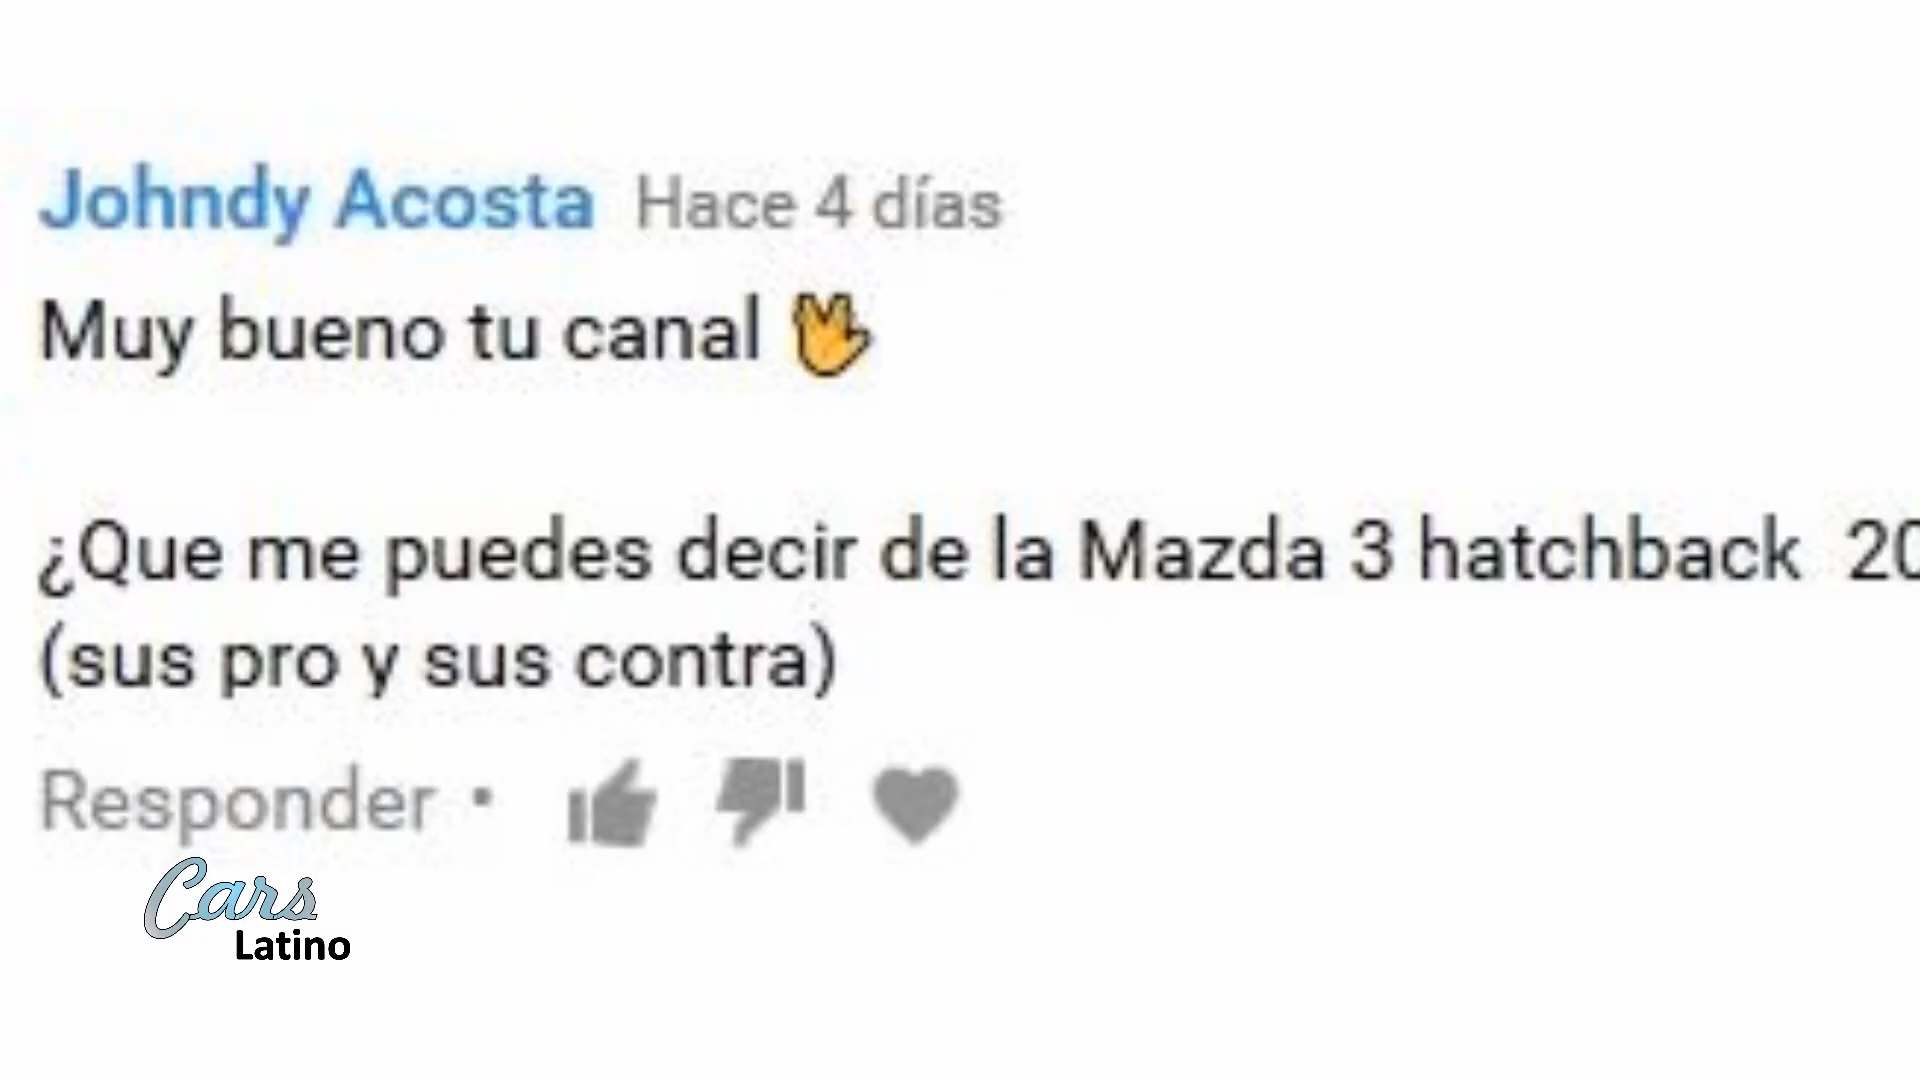 Johndy Acosta Hace 4 días
Muy bueno tu canal 🖖
¿Que me puedes decir de la Mazda 3 hatchback 20
(sus pro y sus contra)
Responder •
Cars
Latino